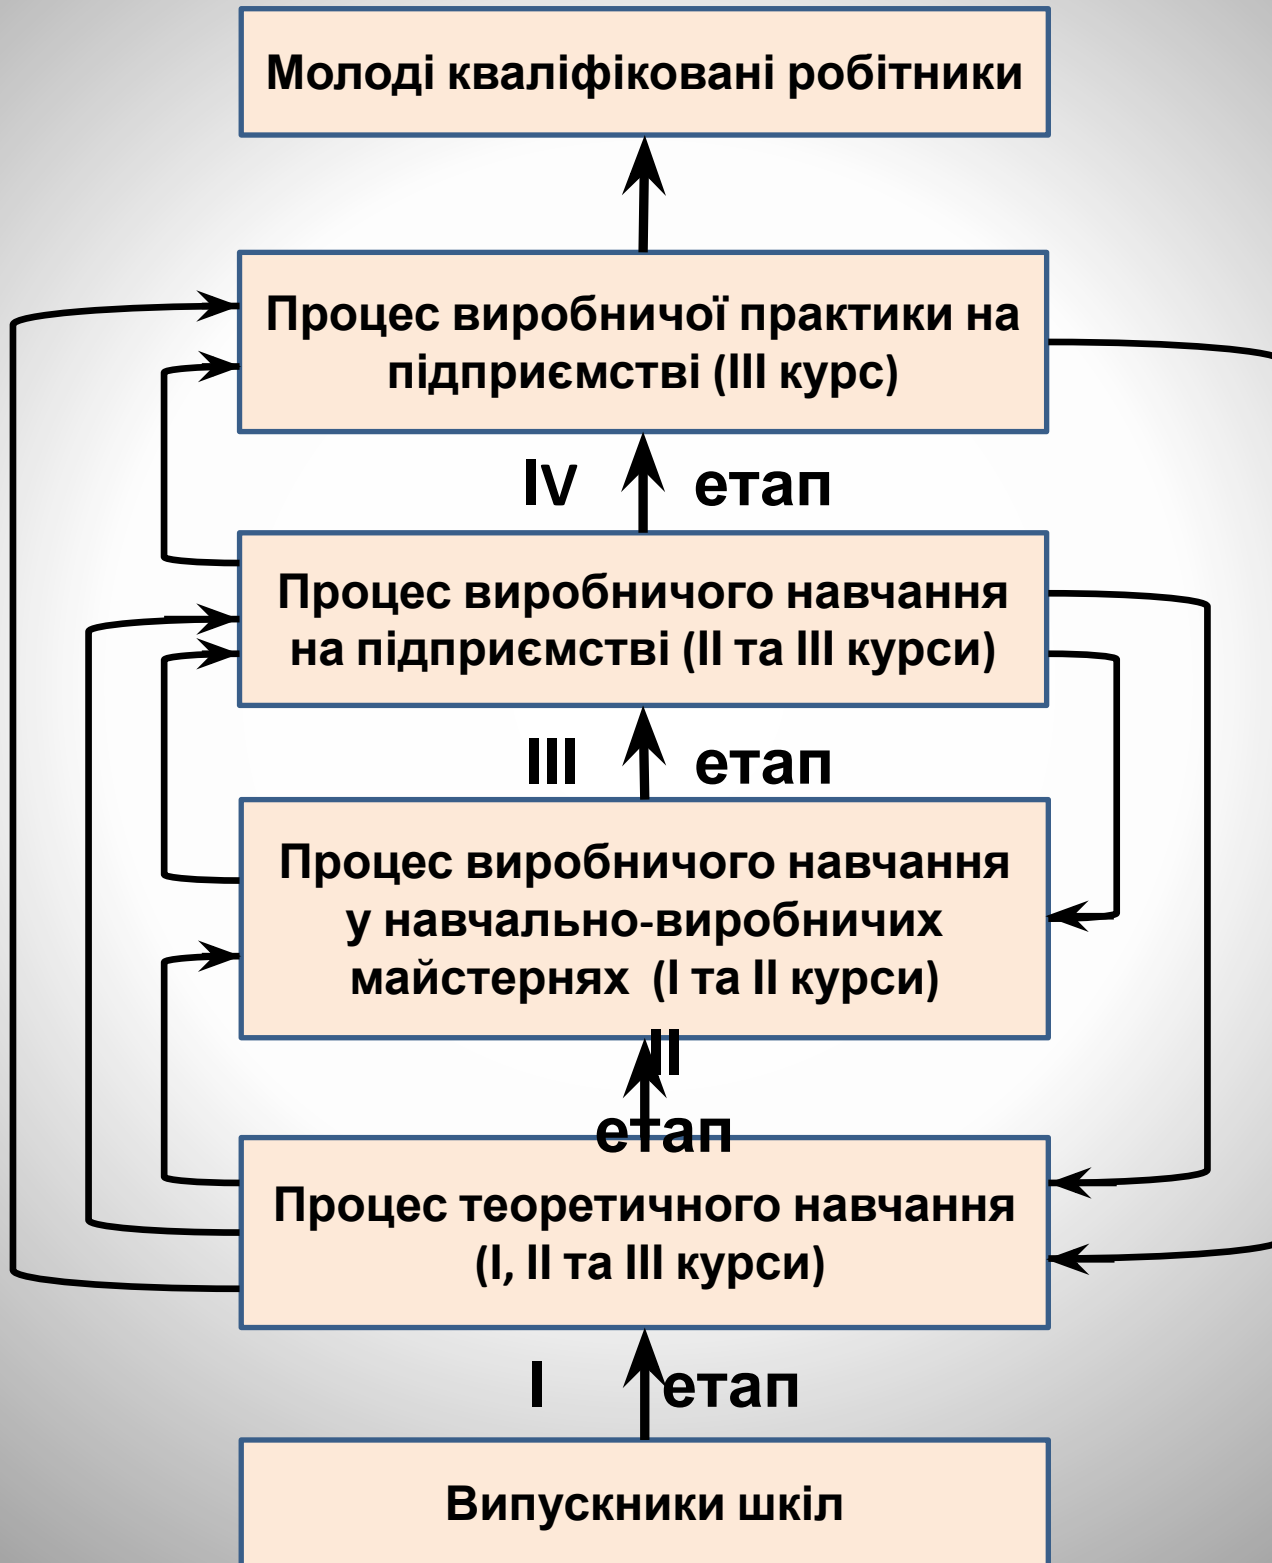 Молоді кваліфіковані робітники
Процес виробничої практики на
підприємстві (III курс)
IV етап
Процес виробничого навчання
на підприємстві (II та III курси)
III етап
Процес виробничого навчання
у навчально-виробничих
майстернях (I та II курси)
II
етап
Процес теоретичного навчання
(I, II та III курси)
I етап
Випускники шкіл